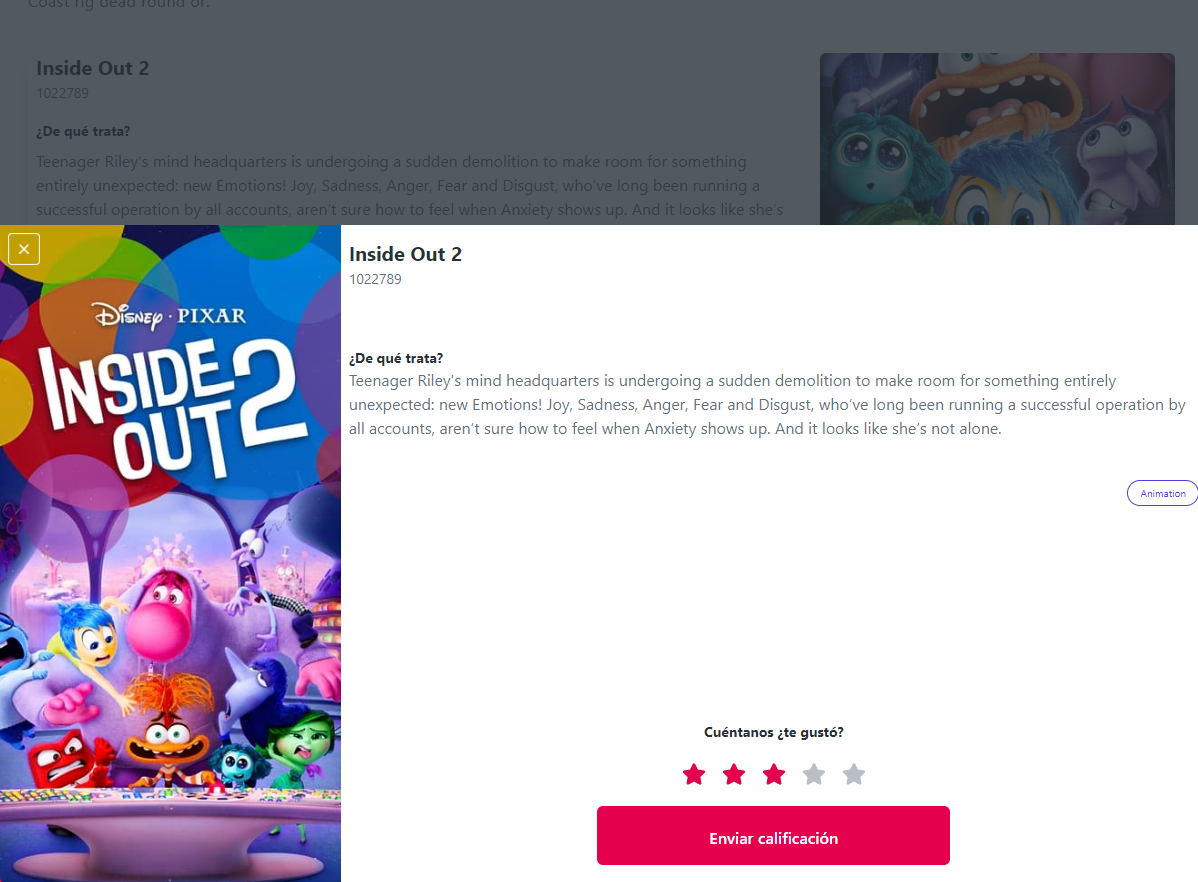 Coast rig dead round of.
Inside Out 2
1022789
¿De qué trata?
Teenager Riley's mind headquarters is undergoing a sudden demolition to make room for something
entirely unexpected: new Emotions! Joy, Sadness, Anger, Fear and Disgust, who’ve long been running a
successful operation by all accounts, aren’t sure how to feel when Anxiety shows up. And it looks like she’s
Disney · PIXAR
INSIDE
OUT 2
Inside Out 2
1022789
¿De qué trata?
Teenager Riley's mind headquarters is undergoing a sudden demolition to make room for something entirely
unexpected: new Emotions! Joy, Sadness, Anger, Fear and Disgust, who’ve long been running a successful operation by
all accounts, aren’t sure how to feel when Anxiety shows up. And it looks like she’s not alone.
Animation
Cuéntanos ¿te gustó?
Enviar calificación